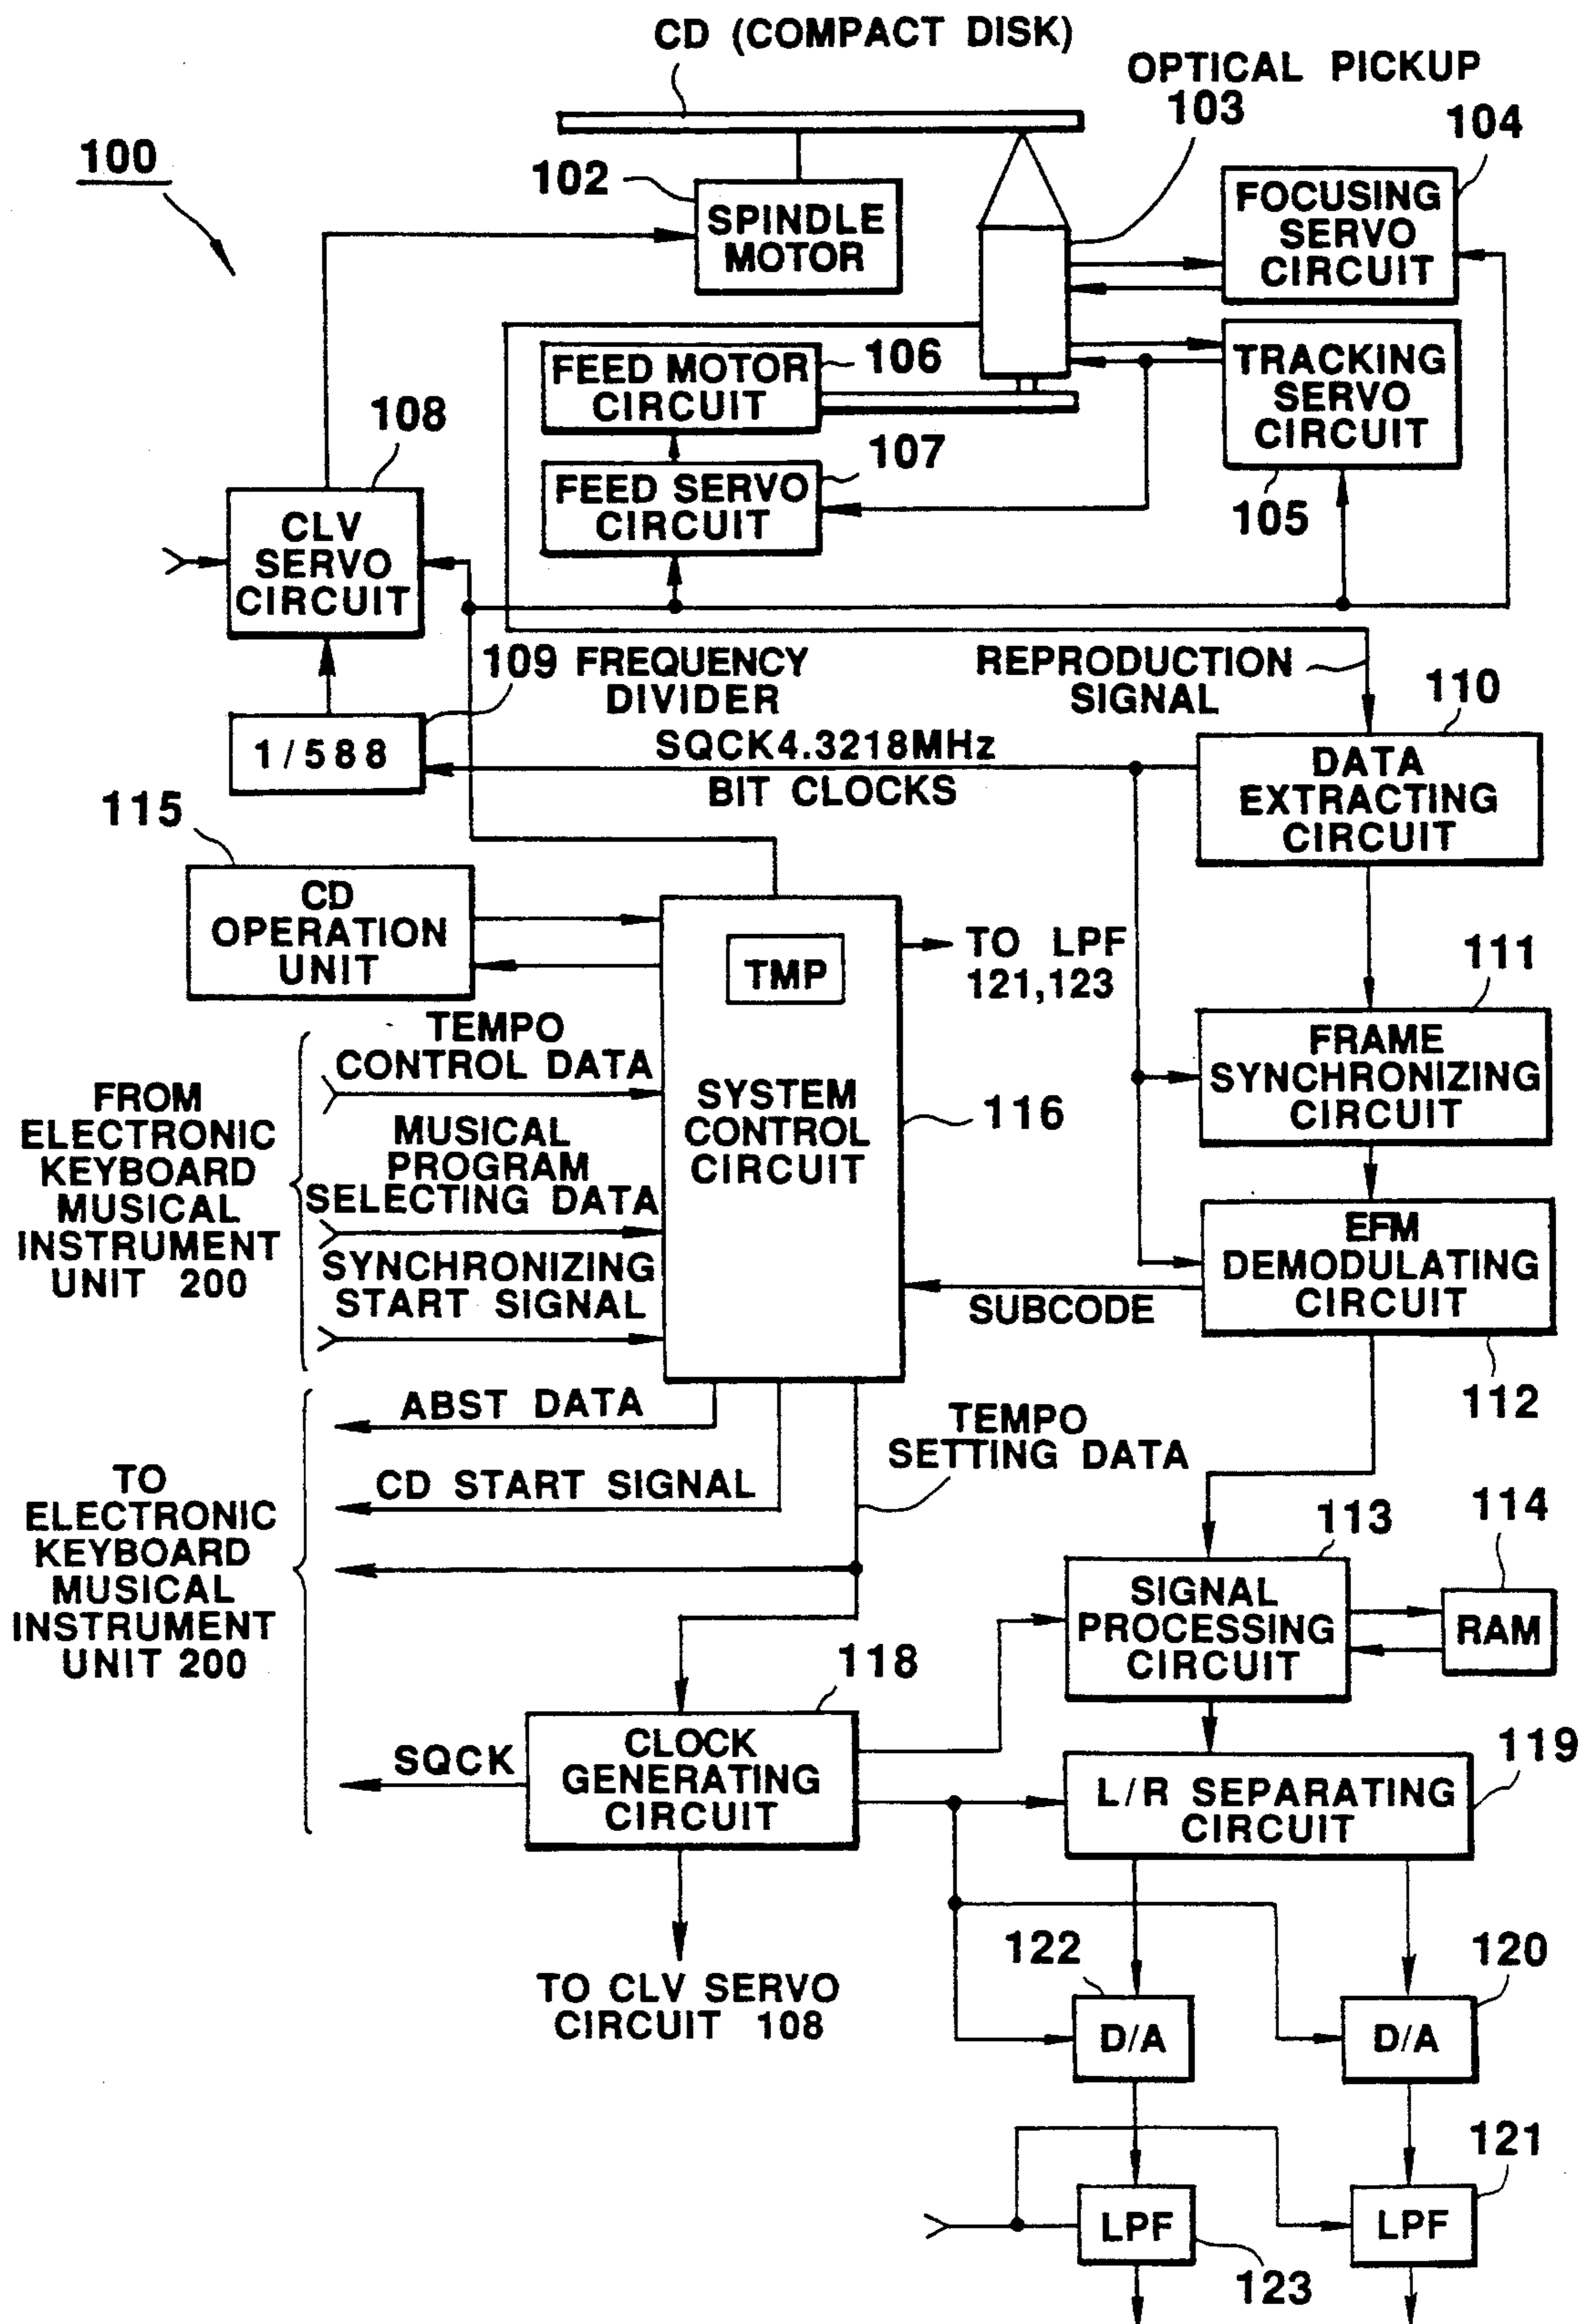 CD (COMPACT DISK)
OPTICAL PICKUP
103
104
100
102
SPINDLE
MOTOR
FOCUSING
SERVO
CIRCUIT
FEED MOTOR
CIRCUIT
106
TRACKING
SERVO
CIRCUIT
108
107
FEED SERVO
CIRCUIT
105
CLV
SERVO
CIRCUIT
109 FREQUENCY
DIVIDER
REPRODUCTION
SIGNAL
110
1/588
SQCK4.3218MHz
BIT CLOCKS
DATA
EXTRACTING
CIRCUIT
115
CD
OPERATION
UNIT
TMP
TO LPF
121,123
111
TEMPO
CONTROL DATA
FRAME
SYNCHRONIZING
CIRCUIT
FROM
ELECTRONIC
KEYBOARD
MUSICAL
INSTRUMENT
UNIT 200
SYSTEM
CONTROL
CIRCUIT
116
MUSICAL
PROGRAM
SELECTING DATA
SYNCHRONIZING
START SIGNAL
EFM
DEMODULATING
CIRCUIT
SUBCODE
112
ABST DATA
TEMPO
SETTING DATA
CD START SIGNAL
TO
ELECTRONIC
KEYBOARD
MUSICAL
INSTRUMENT
UNIT 200
113
114
SIGNAL
PROCESSING
CIRCUIT
RAM
118
SQCK
CLOCK
GENERATING
CIRCUIT
119
L/R SEPARATING
CIRCUIT
TO CLV SERVO
CIRCUIT 108
122
120
D/A
D/A
121
LPF
LPF
123